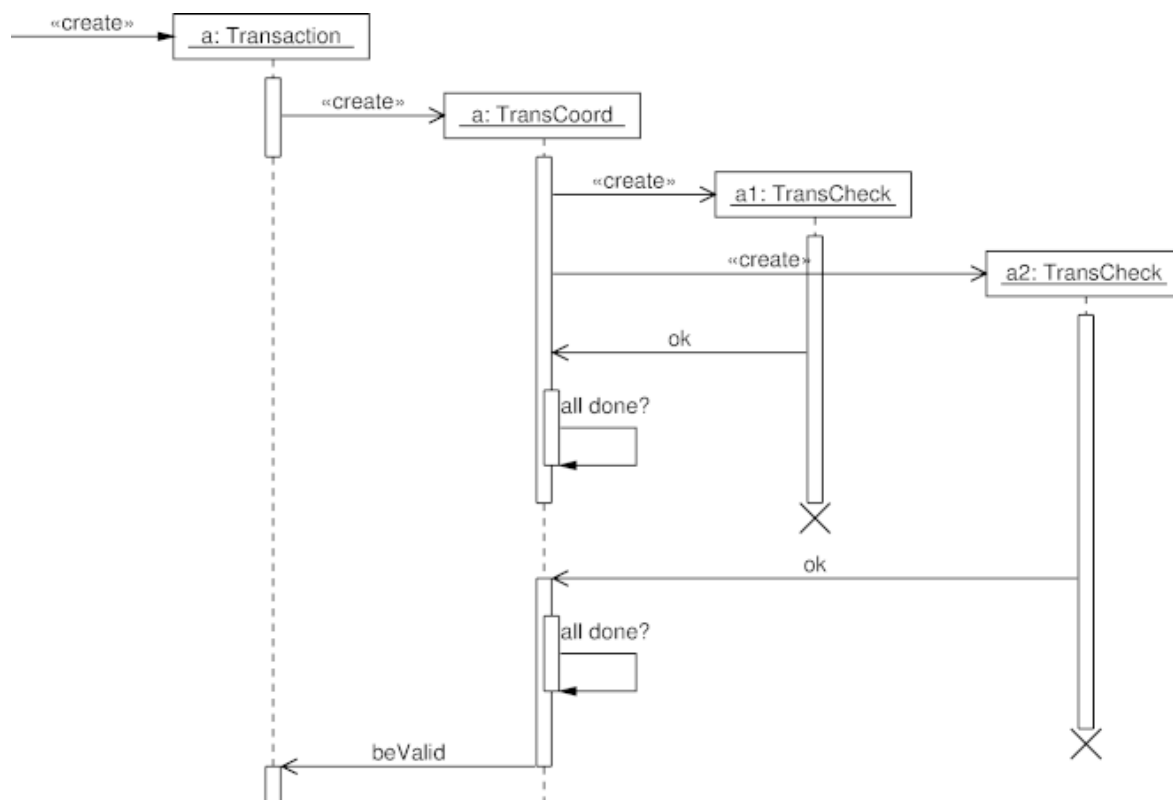 «create»
a: Transaction
«create»
a: TransCoord
«create»
a1: TransCheck
«create»
a2: TransCheck
ok
all done?
ok
all done?
beValid